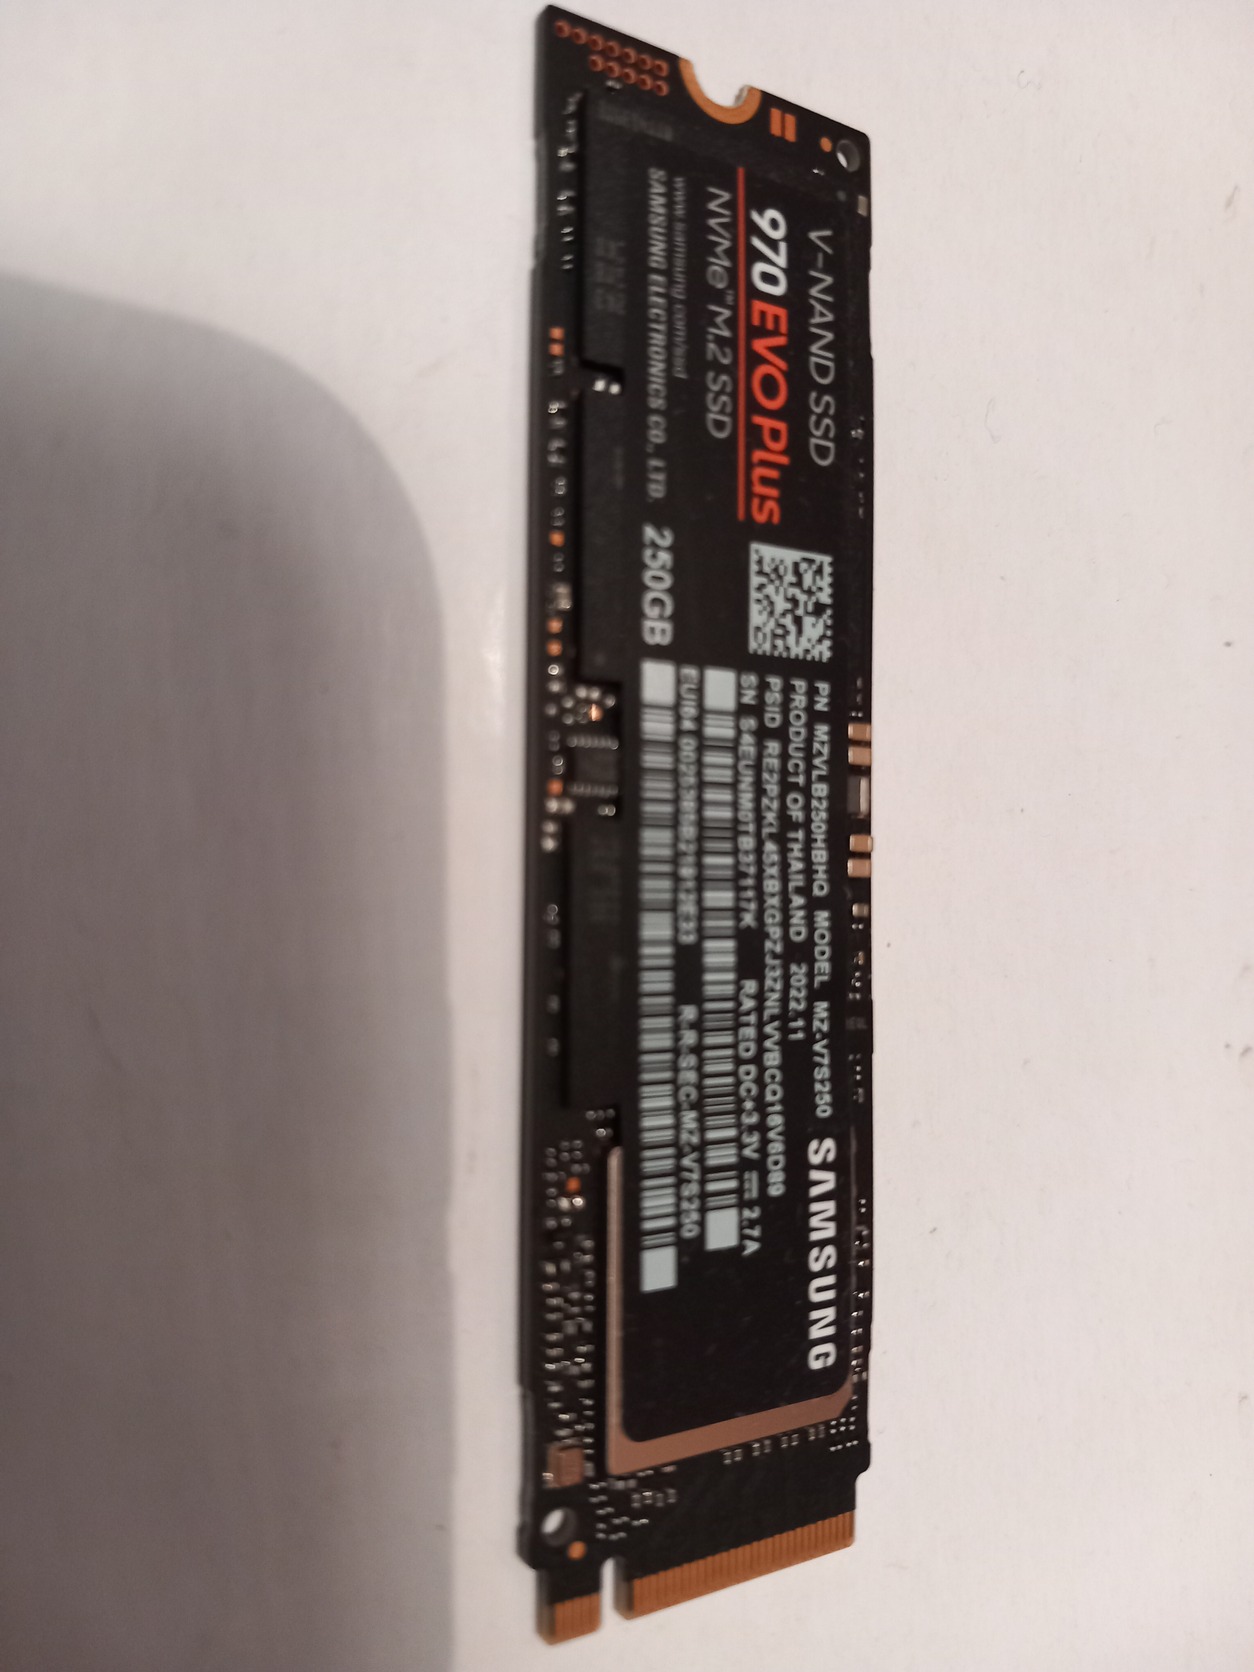 V-NAND SSD
970 EVO Plus
NVMe™ M.2 SSD
www.samsung.com/ssd
SAMSUNG ELECTRONICS CO., LTD.
250GB
PN MZVLB250HBHQ MODEL MZ-V7S250
PRODUCT OF THAILAND 2022.11
PSID
SN S4EUNM0TB37117K RATED DC+3.3V ⎓ 2.7A
EUI64 R-R-SEC-MZ-V7S250
SAMSUNG